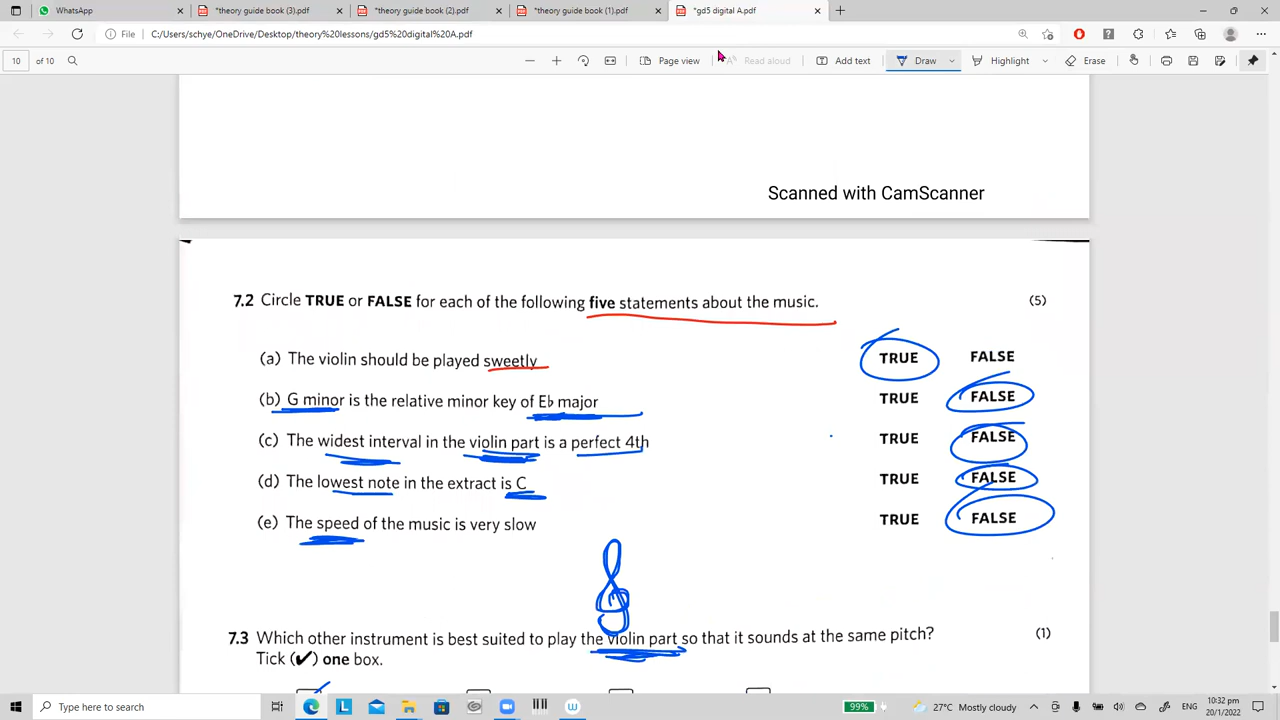 WhatsApp
*theory guide book (3).pdf
*theory guide book (2).pdf
*theory guide book (1).pdf
*gd5 digital A.pdf
File
C:/Users/schye/OneDrive/Desktop/theory%20lessons/gd5%20digital%20A.pdf
10 of 10
Page view
Read aloud
Add text
Draw
Highlight
Erase
Scanned with CamScanner
7.2 Circle TRUE or FALSE for each of the following five statements about the music. (5)
(a) The violin should be played sweetly TRUE FALSE
(b) G minor is the relative minor key of E♭ major TRUE FALSE
(c) The widest interval in the violin part is a perfect 4th TRUE FALSE
(d) The lowest note in the extract is C TRUE FALSE
(e) The speed of the music is very slow TRUE FALSE
7.3 Which other instrument is best suited to play the violin part so that it sounds at the same pitch? (1)
Tick (✔) one box.
Type here to search
99%
27°C Mostly cloudy
ENG
10:32 pm
20/1/2022